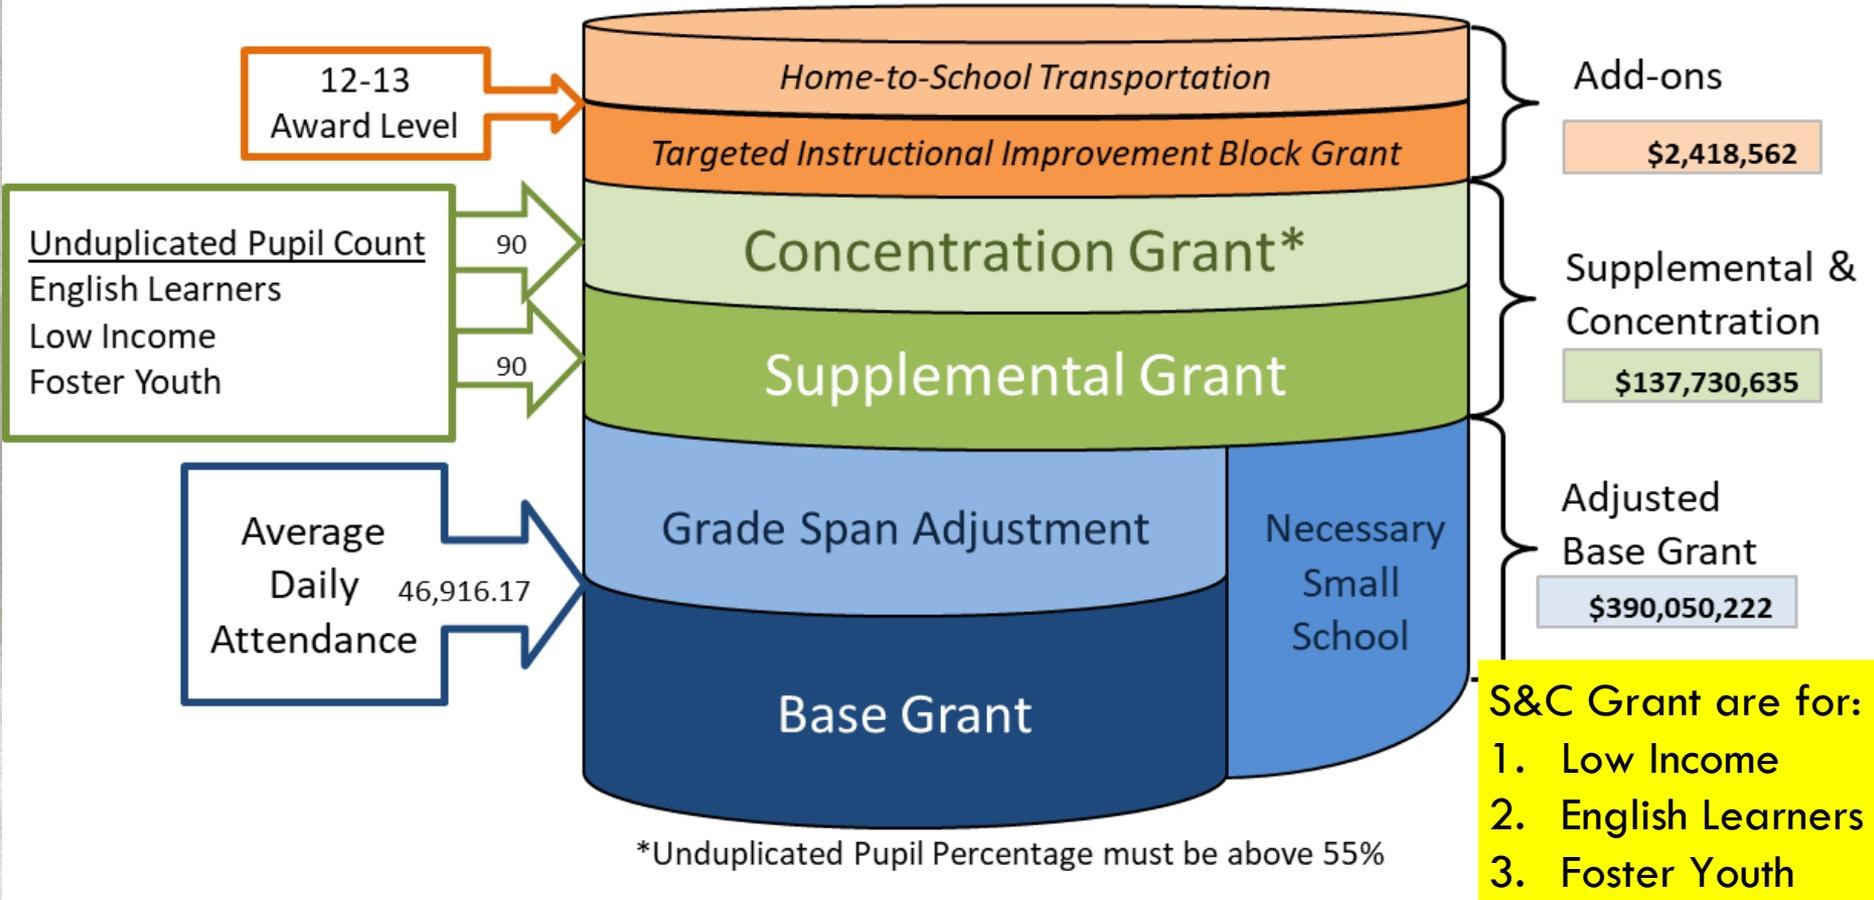 12-13
Award Level
Home-to-School Transportation
Targeted Instructional Improvement Block Grant
Add-ons
$2,418,562
Unduplicated Pupil Count
English Learners
Low Income
Foster Youth
90
90
Concentration Grant*
Supplemental Grant
Supplemental &
Concentration
$137,730,635
Average
Daily
Attendance
46,916.17
Grade Span Adjustment
Base Grant
Necessary
Small
School
Adjusted
Base Grant
$390,050,222
*Unduplicated Pupil Percentage must be above 55%
S&C Grant are for:
1. Low Income
2. English Learners
3. Foster Youth